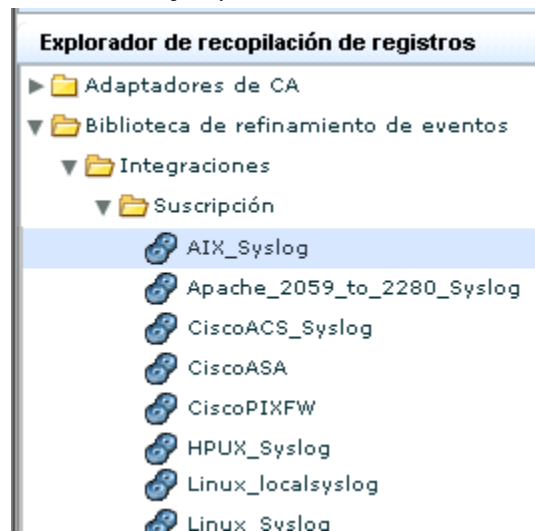 Explorador de recopilación de registros
Adaptadores de CA
Biblioteca de refinamiento de eventos
Integraciones
Suscripción
AIX_Syslog
Apache_2059_to_2280_Syslog
CiscoACS_Syslog
CiscoASA
CiscoPIXFW
HPUX_Syslog
Linux_localsyslog
Linux_Syslog